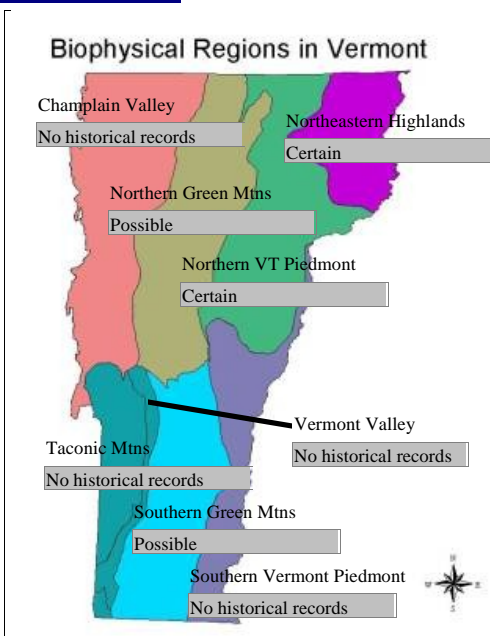 Biophysical Regions in Vermont
Champlain Valley
No historical records
Northeastern Highlands
Certain
Northern Green Mtns
Possible
Northern VT Piedmont
Certain
Vermont Valley
No historical records
Taconic Mtns
No historical records
Southern Green Mtns
Possible
Southern Vermont Piedmont
No historical records
N
W E
S